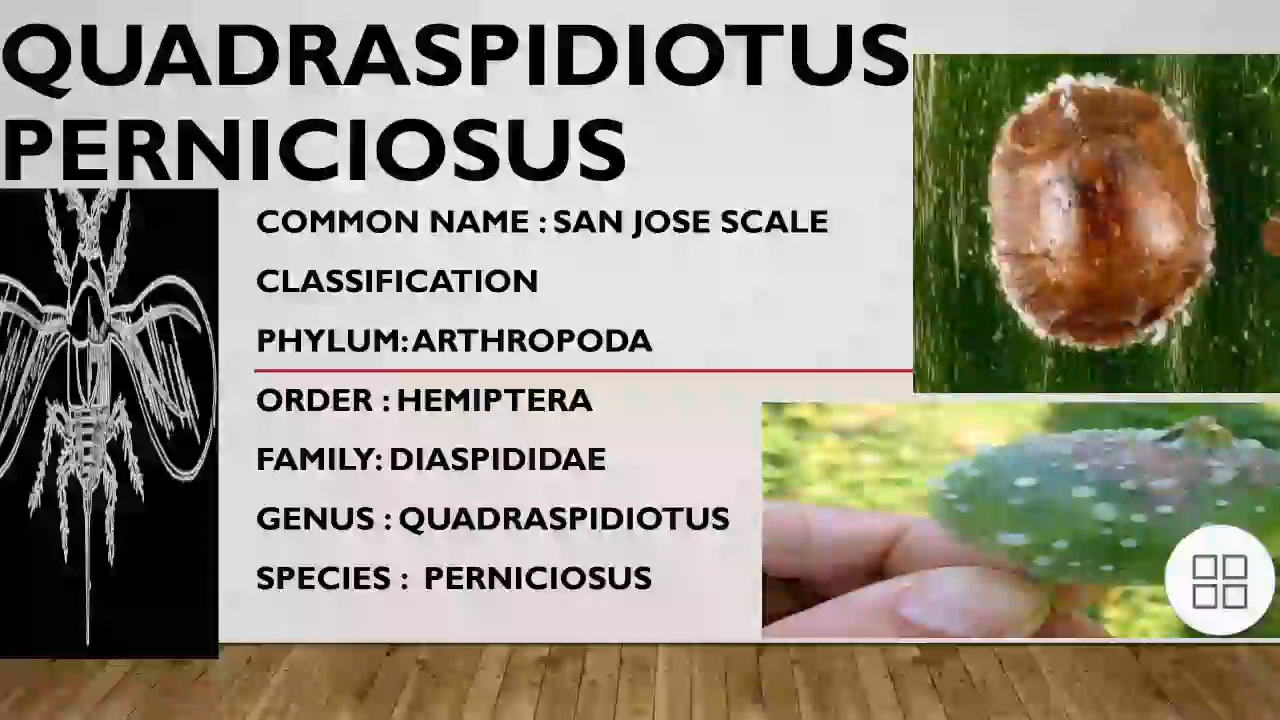 QUADRASPIDIOTUS
PERNICIOSUS
COMMON NAME : SAN JOSE SCALE
CLASSIFICATION
PHYLUM: ARTHROPODA
ORDER : HEMIPTERA
FAMILY: DIASPIDIDAE
GENUS : QUADRASPIDIOTUS
SPECIES : PERNICIOSUS